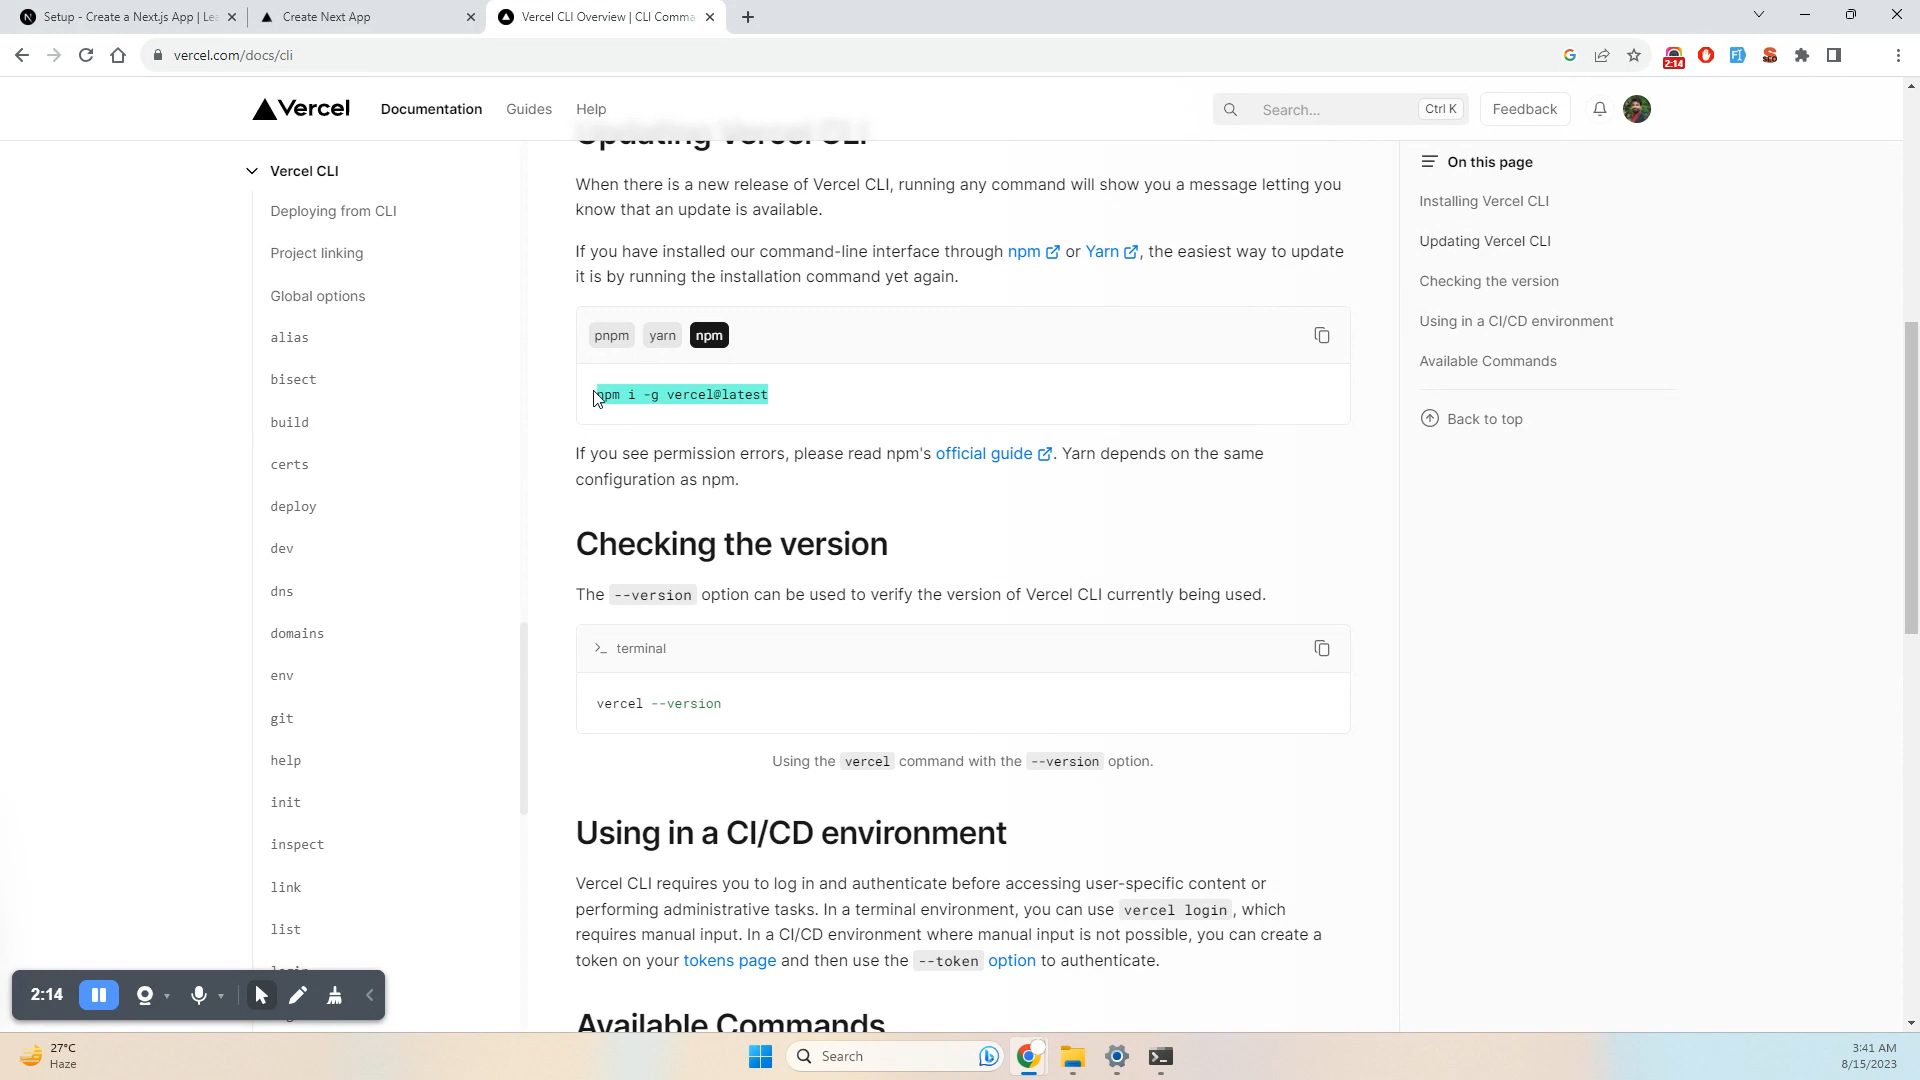 Setup - Create a Next.js App | Lea
Create Next App
Vercel CLI Overview | CLI Comma
vercel.com/docs/cli
2:14
SEO
Vercel
Documentation
Guides
Help
Search...
Ctrl K
Feedback
Vercel CLI
Deploying from CLI
Project linking
Global options
alias
bisect
build
certs
deploy
dev
dns
domains
env
git
help
init
inspect
link
list
Updating Vercel CLI
When there is a new release of Vercel CLI, running any command will show you a message letting you
know that an update is available.
If you have installed our command-line interface through npm or Yarn, the easiest way to update
it is by running the installation command yet again.
pnpm yarn npm
npm i -g vercel@latest
If you see permission errors, please read npm's official guide. Yarn depends on the same
configuration as npm.
Checking the version
The --version option can be used to verify the version of Vercel CLI currently being used.
>_ terminal
vercel --version
Using the vercel command with the --version option.
Using in a CI/CD environment
Vercel CLI requires you to log in and authenticate before accessing user-specific content or
performing administrative tasks. In a terminal environment, you can use vercel login, which
requires manual input. In a CI/CD environment where manual input is not possible, you can create a
token on your tokens page and then use the --token option to authenticate.
Available Commands
On this page
Installing Vercel CLI
Updating Vercel CLI
Checking the version
Using in a CI/CD environment
Available Commands
Back to top
2:14
27°C
Haze
Search
3:41 AM
8/15/2023